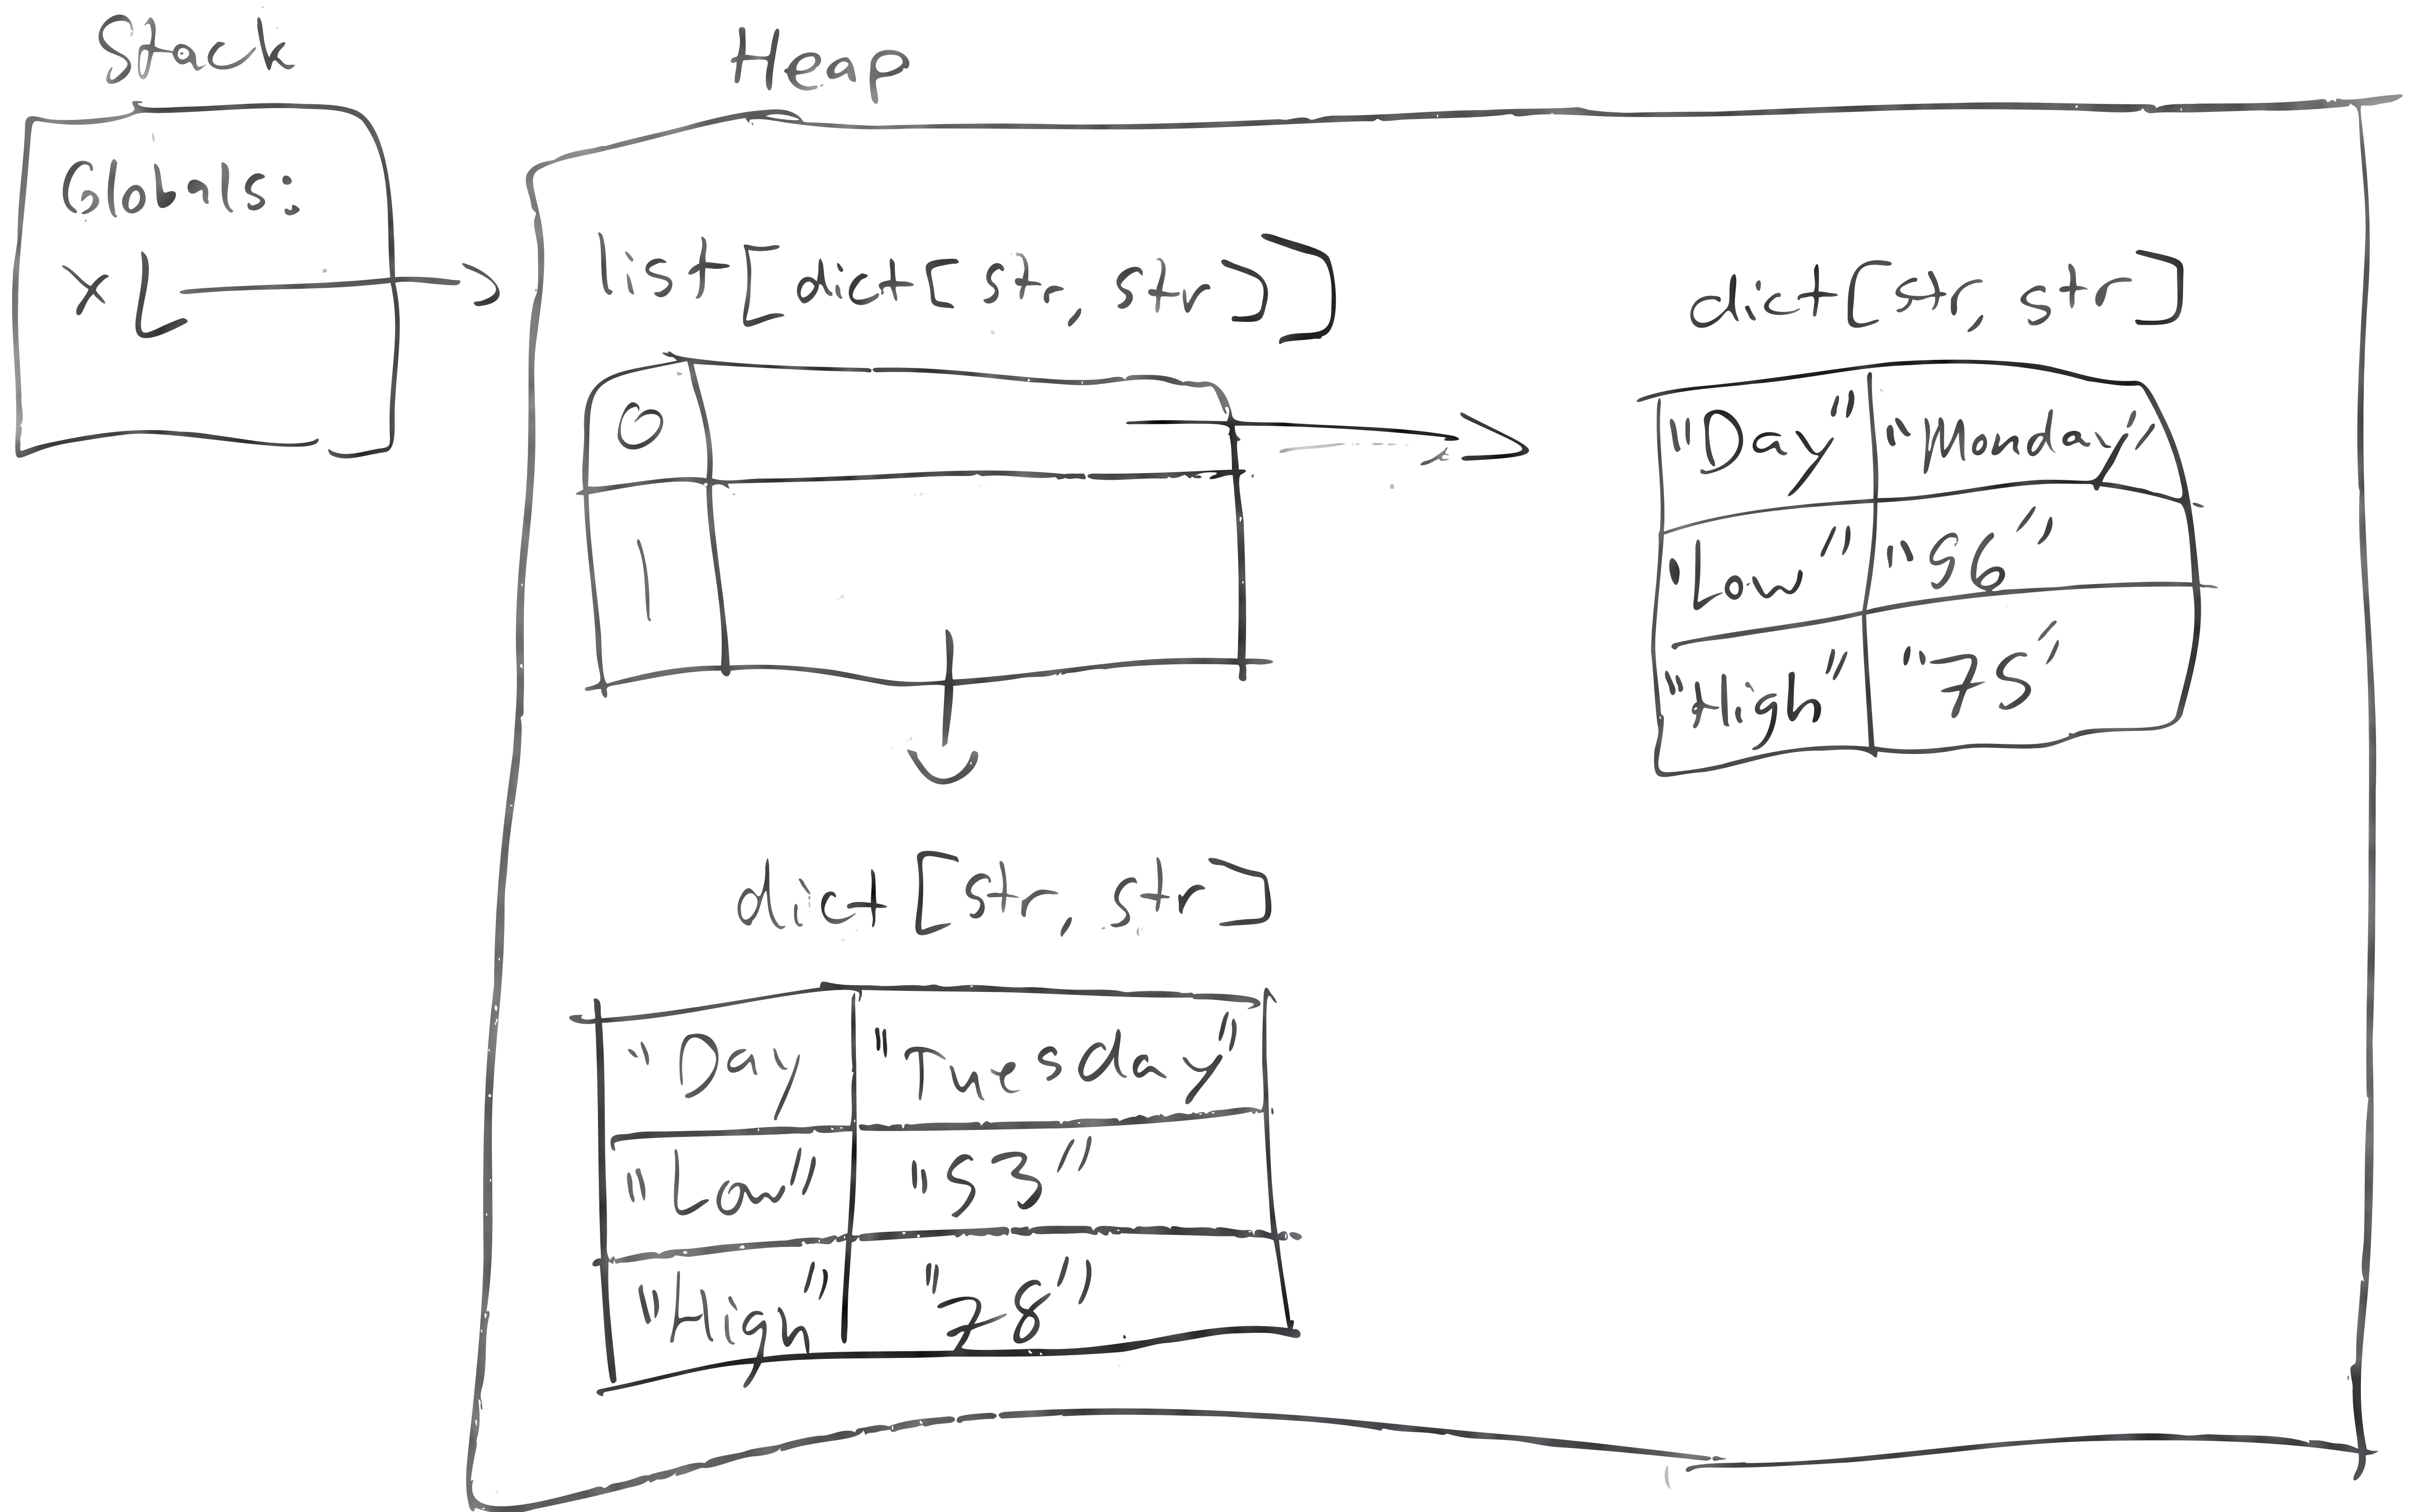 Stack
Heap
Globals:
x
list[dict[str, str]]
dict[str, str]
0
1
"Day" "Monday"
"Low" "56"
"High" "75"
dict[str, str]
"Day "Tuesday"
"Low" "53"
"High" "78"